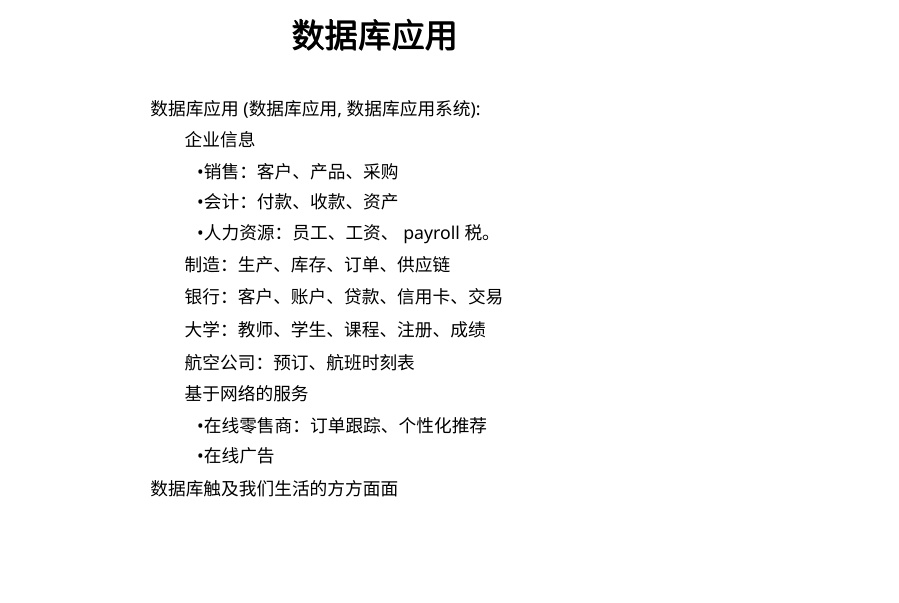 数据库应用
数据库应用 (数据库应用, 数据库应用系统):
企业信息
•销售：客户、产品、采购
•会计：付款、收款、资产
•人力资源：员工、工资、 payroll 税。
制造：生产、库存、订单、供应链
银行：客户、账户、贷款、信用卡、交易
大学：教师、学生、课程、注册、成绩
航空公司：预订、航班时刻表
基于网络的服务
•在线零售商：订单跟踪、个性化推荐
•在线广告
数据库触及我们生活的方方面面